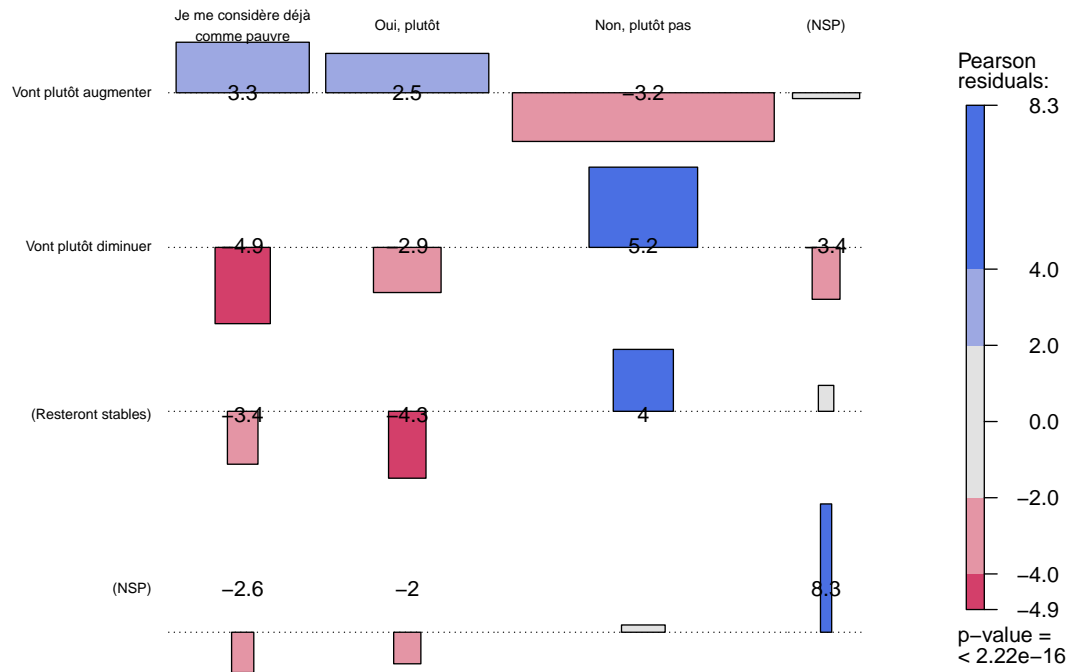 Je me considère déjà
comme pauvre
Oui, plutôt
Non, plutôt pas
(NSP)
Vont plutôt augmenter
3.3
2.5
−3.2
Vont plutôt diminuer
−4.9
−2.9
5.2
−3.4
(Resteront stables)
−3.4
−4.3
4
(NSP)
−2.6
−2
8.3
Pearson
residuals:
8.3
4.0
2.0
0.0
−2.0
−4.0
−4.9
p−value =
< 2.22e−16